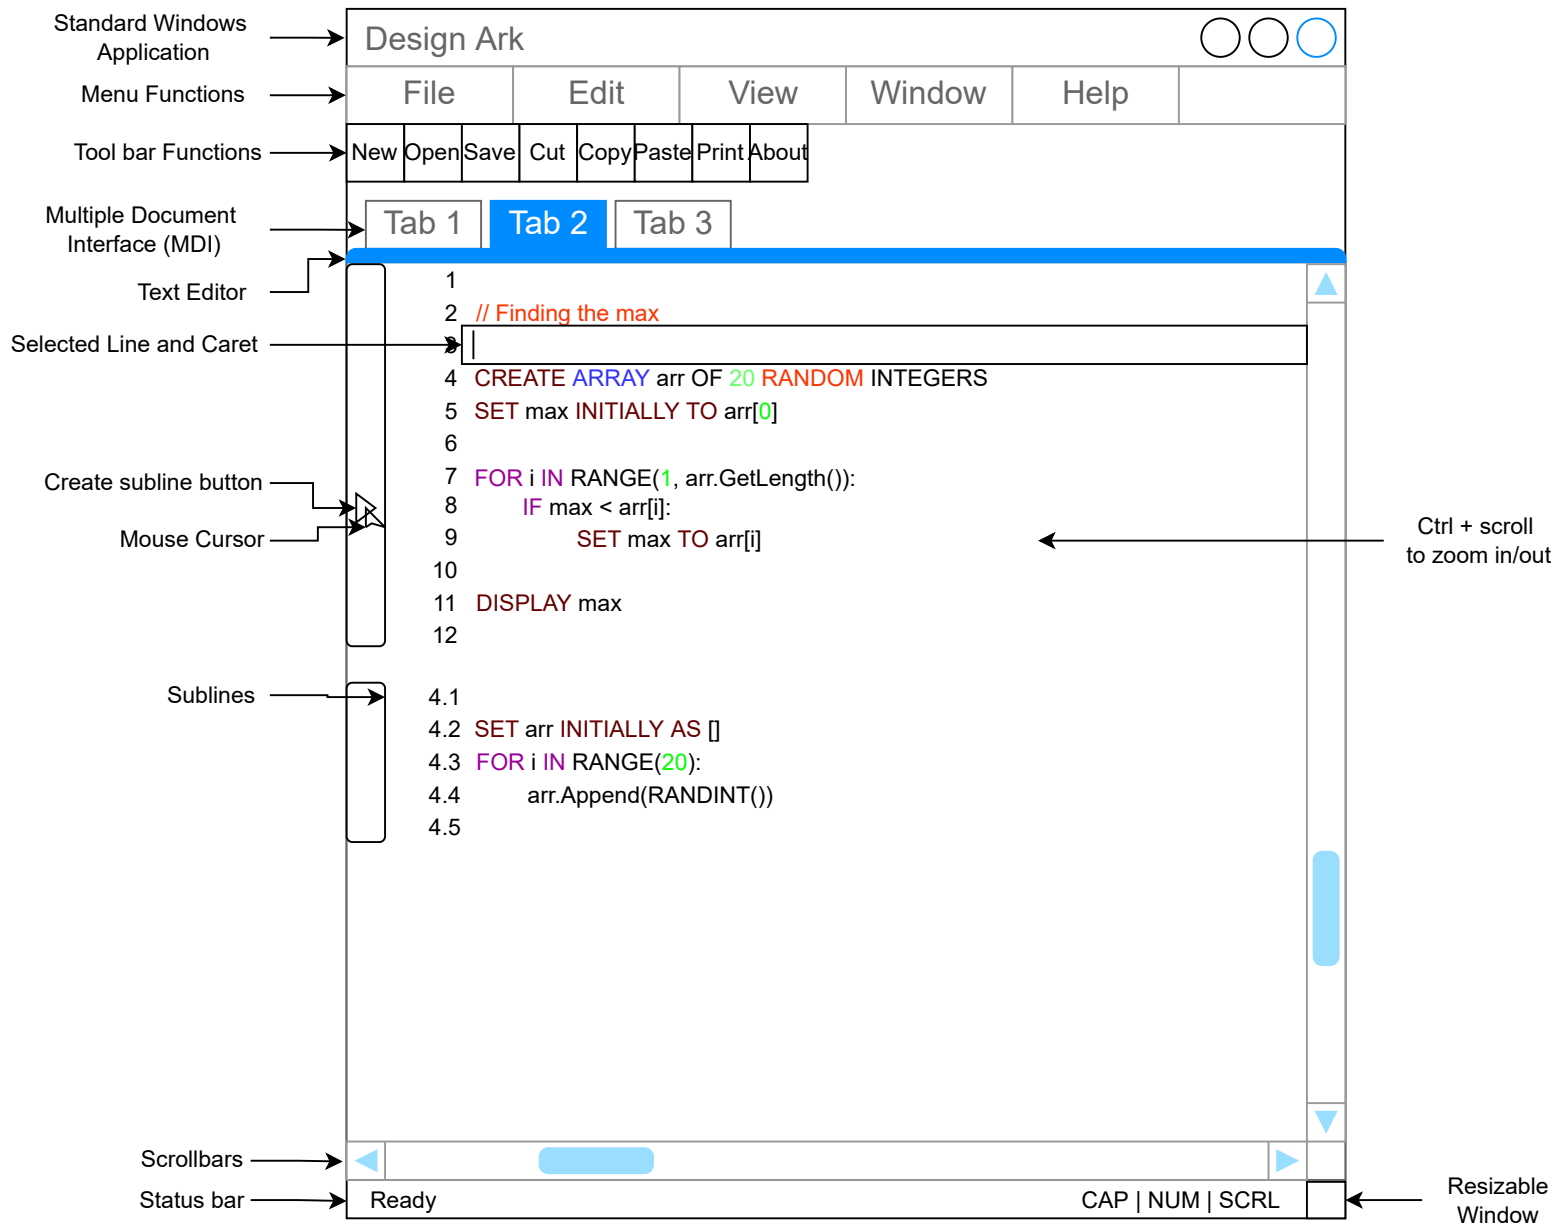 Standard Windows
Application
Design Ark
Menu Functions
File Edit View Window Help
Tool bar Functions
New Open Save Cut Copy Paste Print About
Multiple Document
Interface (MDI)
Tab 1 Tab 2 Tab 3
Text Editor
1
2 // Finding the max
Selected Line and Caret
3
4 CREATE ARRAY arr OF 20 RANDOM INTEGERS
5 SET max INITIALLY TO arr[0]
6
7 FOR i IN RANGE(1, arr.GetLength()):
Create subline button
8 IF max < arr[i]:
Mouse Cursor
9 SET max TO arr[i]
Ctrl + scroll
to zoom in/out
10
11 DISPLAY max
12
Sublines
4.1
4.2 SET arr INITIALLY AS []
4.3 FOR i IN RANGE(20):
4.4 arr.Append(RANDINT())
4.5
Scrollbars
Status bar
Ready
CAP | NUM | SCRL
Resizable
Window